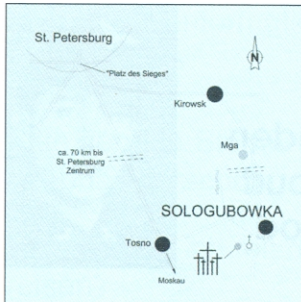 St. Petersburg
"Platz des Sieges"
N
Kirowsk
ca. 70 km bis
St. Petersburg
Zentrum
Mga
SOLOGUBOWKA
Tosno
Moskau